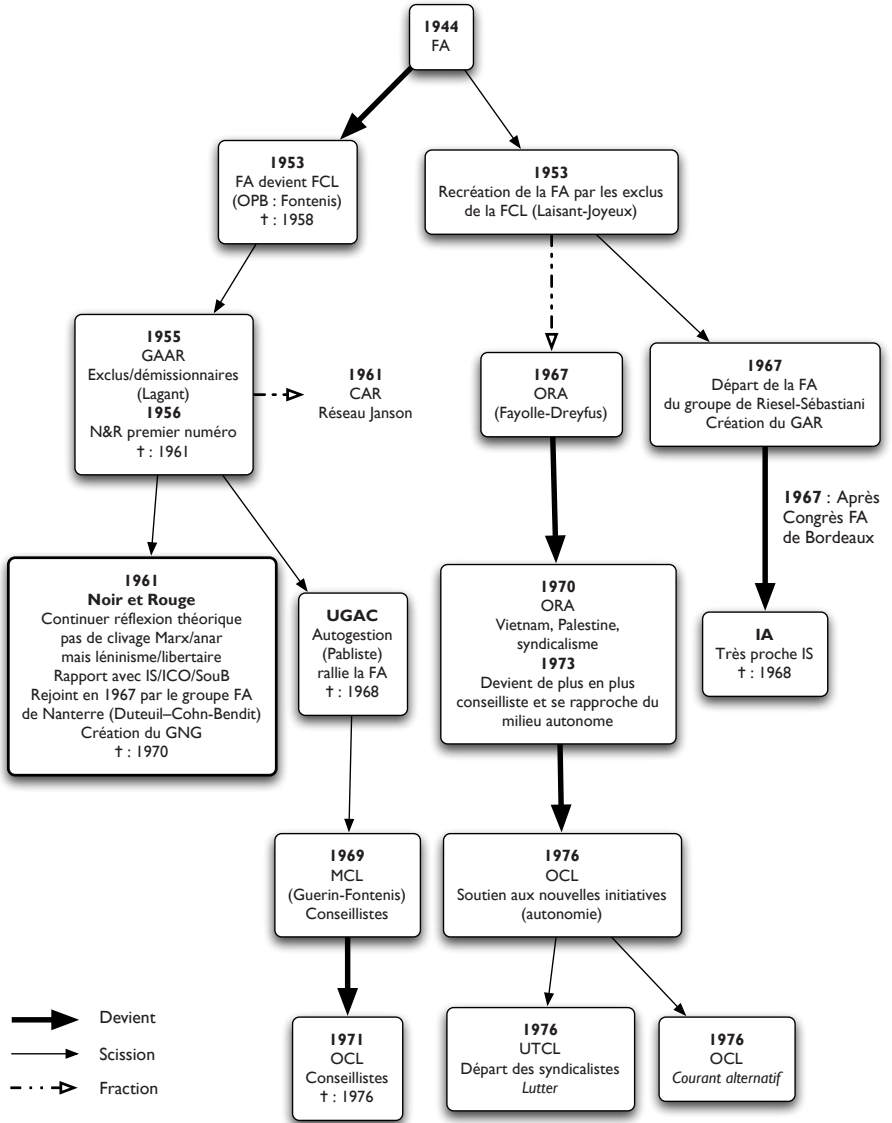 1944
FA
1953
FA devient FCL
(OPB : Fontenis)
† : 1958
1953
Recréation de la FA par les exclus
de la FCL (Laisant-Joyeux)
1955
GAAR
Exclus/démissionnaires
(Lagant)
1956
N&R premier numéro
† : 1961
1961
CAR
Réseau Janson
1967
ORA
(Fayolle-Dreyfus)
1967
Départ de la FA
du groupe de Riesel-Sébastiani
Création du GAR
1967 : Après
Congrès FA
de Bordeaux
1961
Noir et Rouge
Continuer réflexion théorique
pas de clivage Marx/anar
mais léninisme/libertaire
Rapport avec IS/ICO/SouB
Rejoint en 1967 par le groupe FA
de Nanterre (Duteuil–Cohn-Bendit)
Création du GNG
† : 1970
UGAC
Autogestion
(Pabliste)
rallie la FA
† : 1968
1970
ORA
Vietnam, Palestine,
syndicalisme
1973
Devient de plus en plus
conseilliste et se rapproche du
milieu autonome
IA
Très proche IS
† : 1968
1969
MCL
(Guerin-Fontenis)
Conseillistes
1976
OCL
Soutien aux nouvelles initiatives
(autonomie)
1971
OCL
Conseillistes
† : 1976
1976
UTCL
Départ des syndicalistes
Lutter
1976
OCL
Courant alternatif
Devient
Scission
Fraction